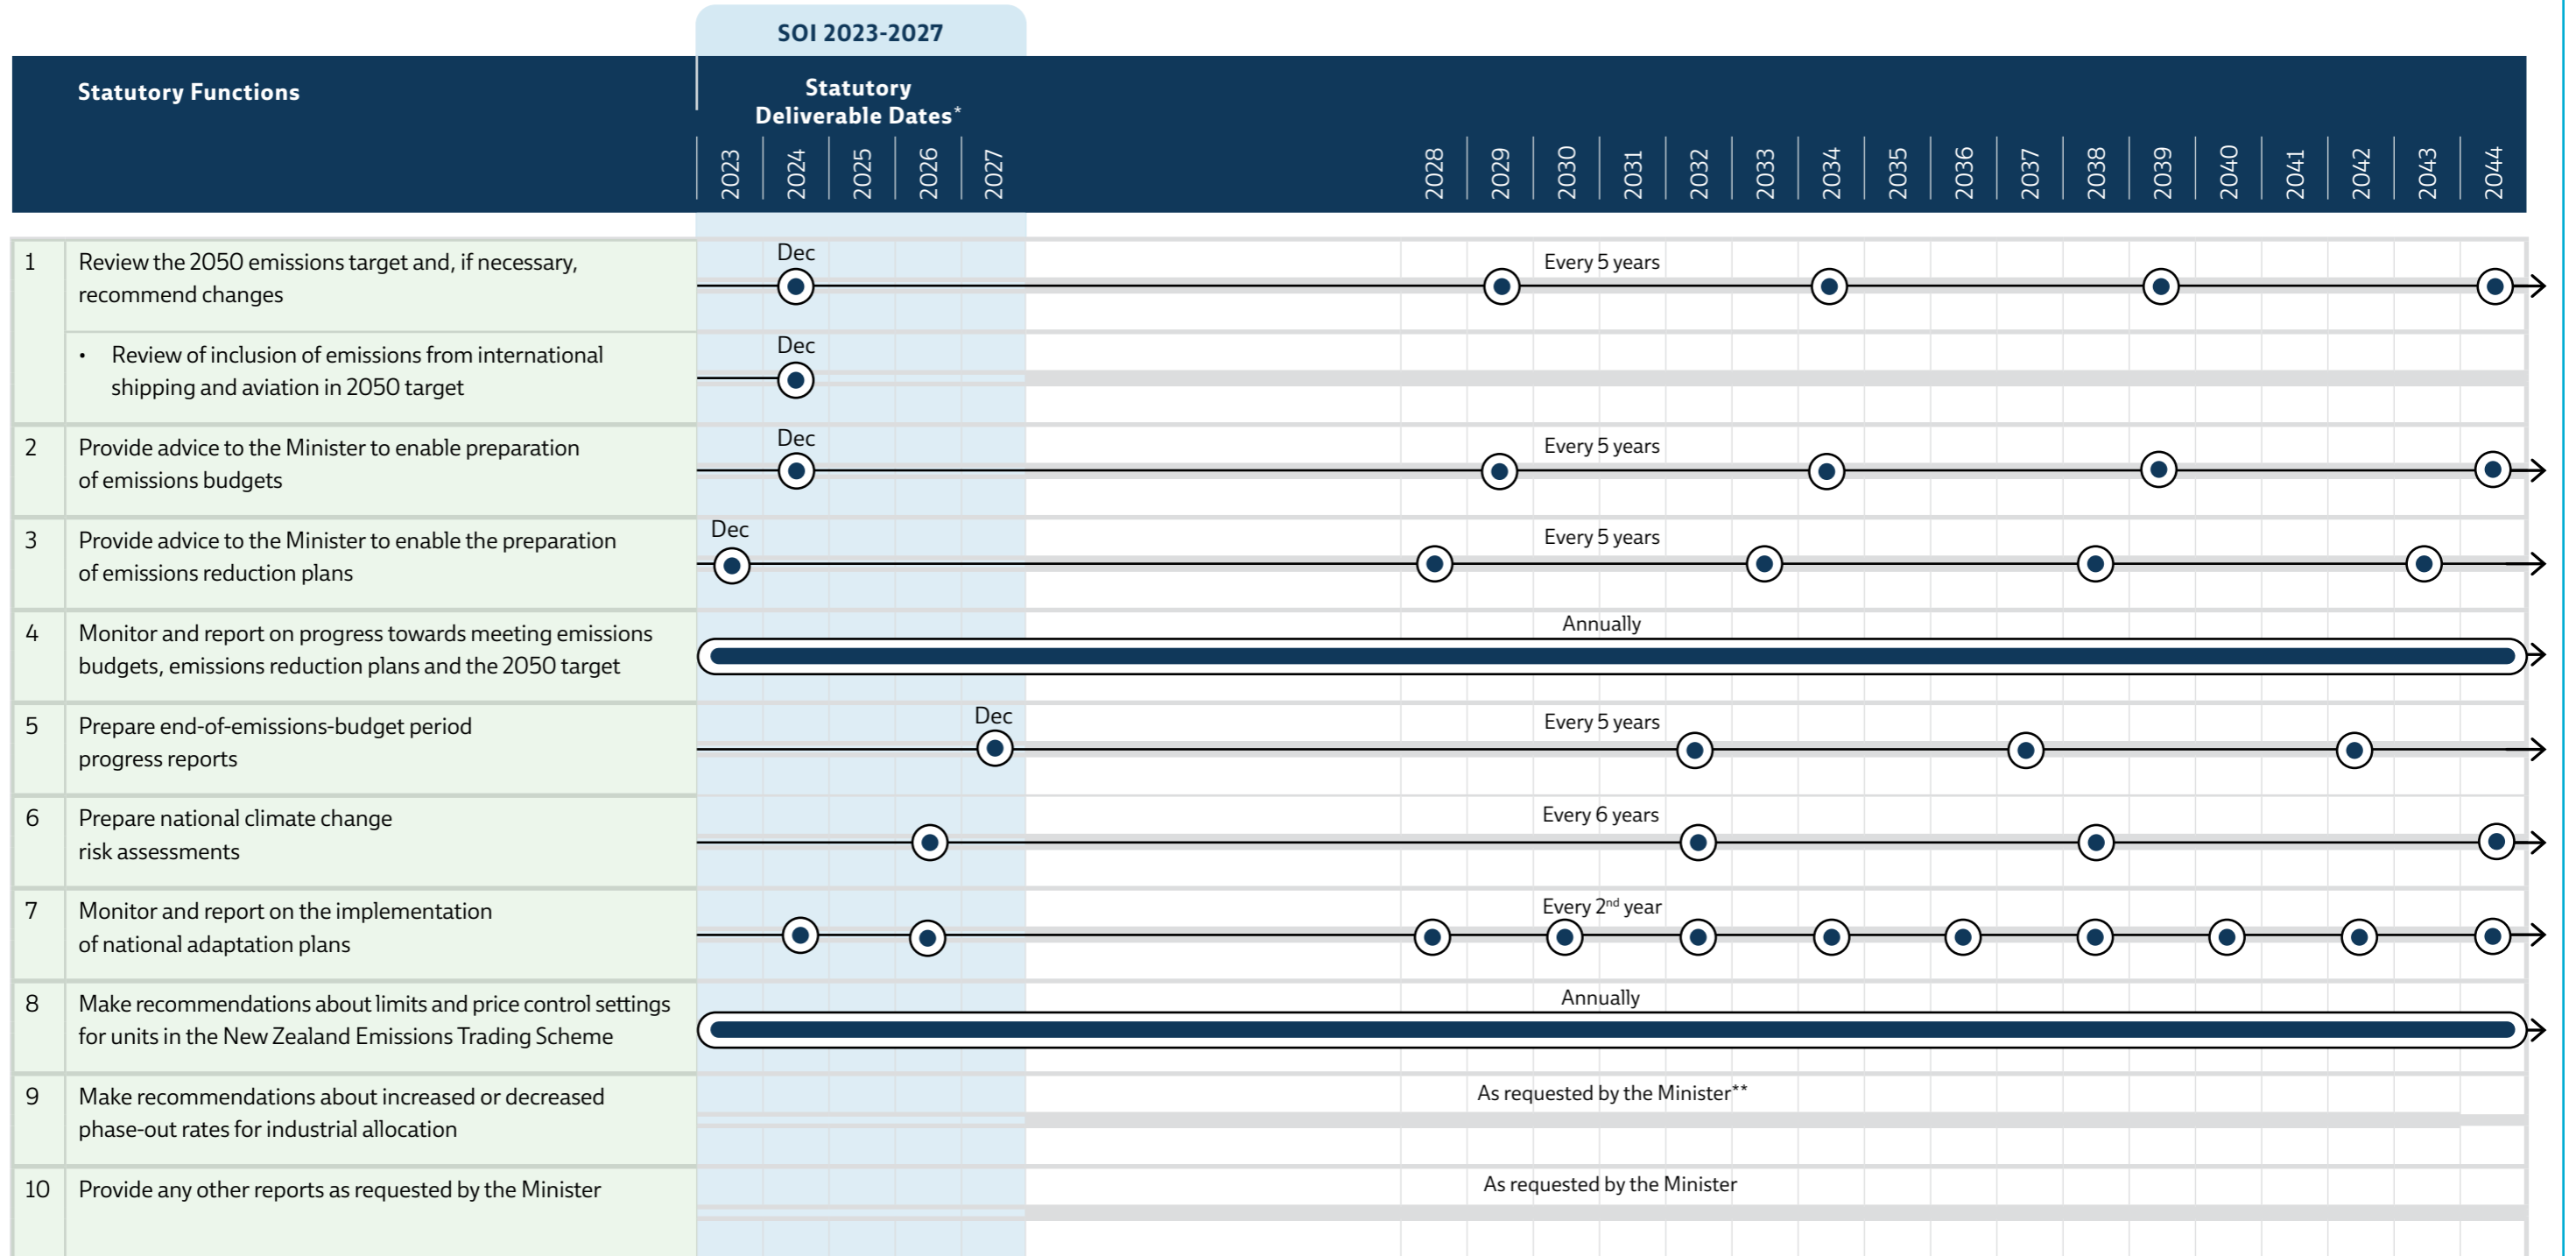 SOI 2023-2027
Statutory Functions
Statutory
Deliverable Dates*
2023 2024 2025 2026 2027 2028 2029 2030 2031 2032 2033 2034 2035 2036 2037 2038 2039 2040 2041 2042 2043 2044
1
Review the 2050 emissions target and, if necessary,
recommend changes
Dec
Every 5 years
• Review of inclusion of emissions from international
shipping and aviation in 2050 target
Dec
2
Provide advice to the Minister to enable preparation
of emissions budgets
Dec
Every 5 years
3
Provide advice to the Minister to enable the preparation
of emissions reduction plans
Dec
Every 5 years
4
Monitor and report on progress towards meeting emissions
budgets, emissions reduction plans and the 2050 target
Annually
5
Prepare end-of-emissions-budget period
progress reports
Dec
Every 5 years
6
Prepare national climate change
risk assessments
Every 6 years
7
Monitor and report on the implementation
of national adaptation plans
Every 2nd year
8
Make recommendations about limits and price control settings
for units in the New Zealand Emissions Trading Scheme
Annually
9
Make recommendations about increased or decreased
phase-out rates for industrial allocation
As requested by the Minister**
10
Provide any other reports as requested by the Minister
As requested by the Minister